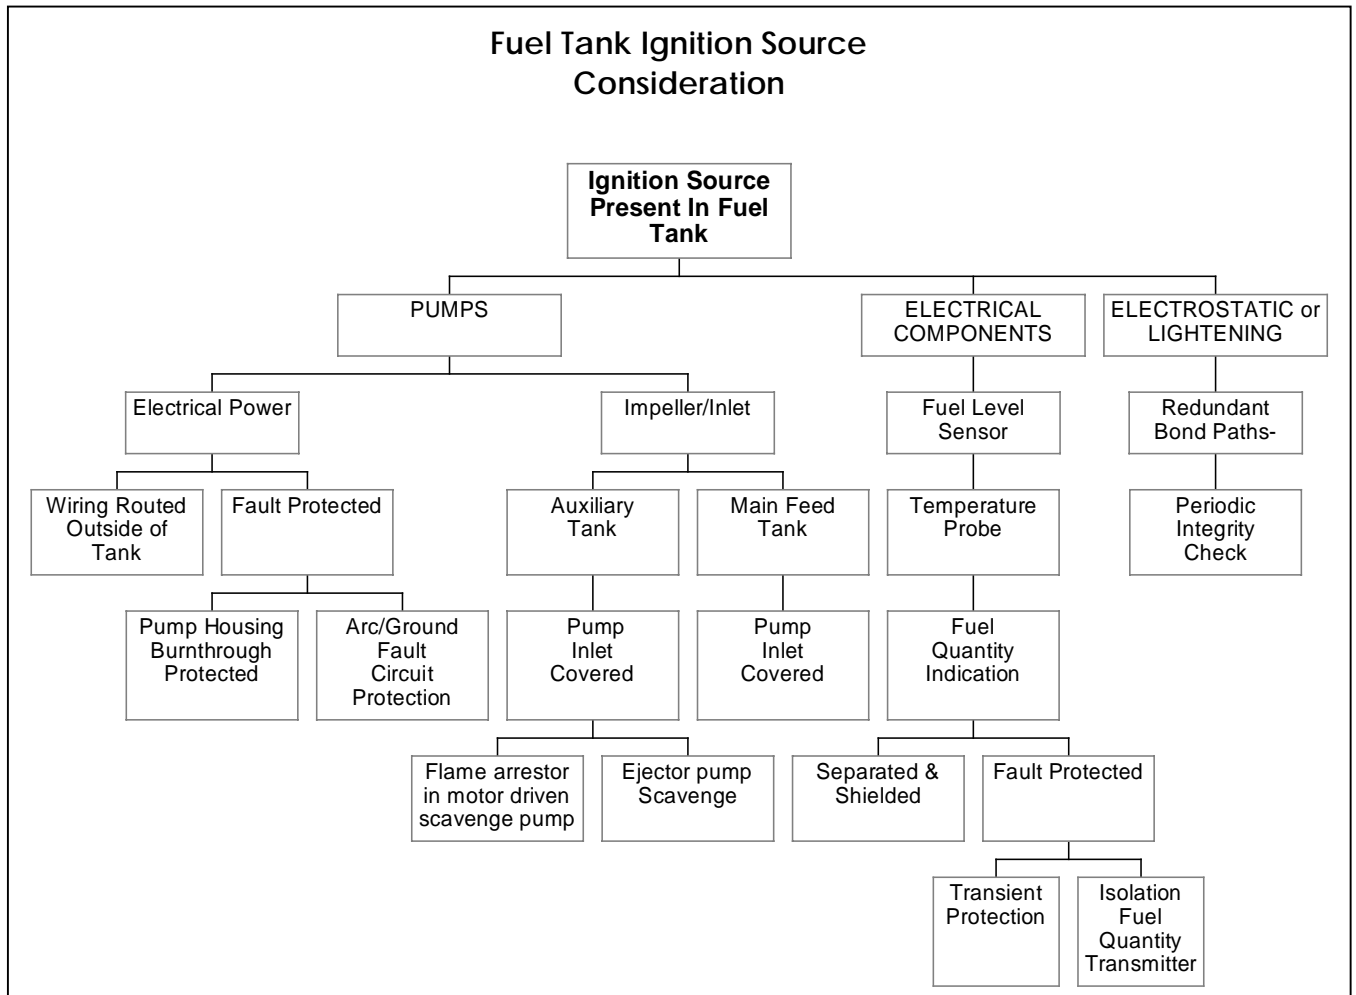 Fuel Tank Ignition Source
Consideration
Ignition Source
Present In Fuel
Tank
PUMPS
ELECTRICAL
COMPONENTS
ELECTROSTATIC or
LIGHTENING
Electrical Power
Impeller/Inlet
Fuel Level
Sensor
Redundant
Bond Paths-
Wiring Routed
Outside of
Tank
Fault Protected
Auxiliary
Tank
Main Feed
Tank
Temperature
Probe
Periodic
Integrity
Check
Pump Housing
Burnthrough
Protected
Arc/Ground
Fault
Circuit
Protection
Pump
Inlet
Covered
Pump
Inlet
Covered
Fuel
Quantity
Indication
Flame arrestor
in motor driven
scavenge pump
Ejector pump
Scavenge
Separated &
Shielded
Fault Protected
Transient
Protection
Isolation
Fuel
Quantity
Transmitter